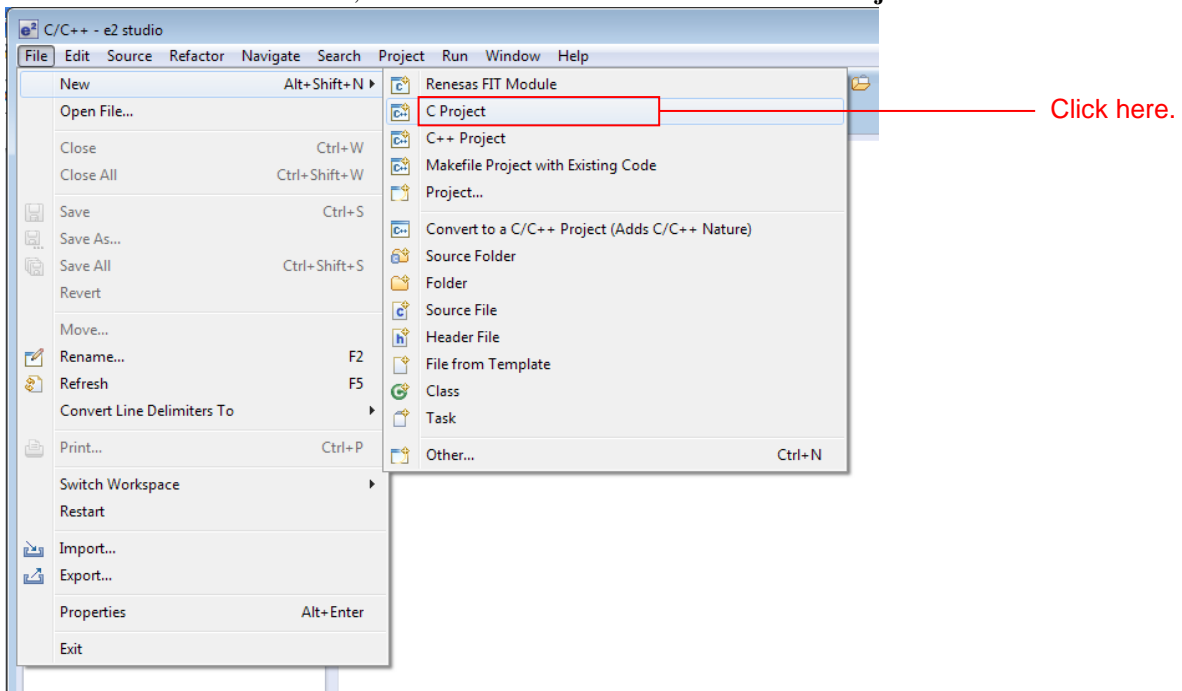 C/C++ - e2 studio
File Edit Source Refactor Navigate Search Project Run Window Help
New Alt+Shift+N
Open File...
Close Ctrl+W
Close All Ctrl+Shift+W
Save Ctrl+S
Save As...
Save All Ctrl+Shift+S
Revert
Move...
Rename... F2
Refresh F5
Convert Line Delimiters To
Print... Ctrl+P
Switch Workspace
Restart
Import...
Export...
Properties Alt+Enter
Exit
Renesas FIT Module
C Project
C++ Project
Makefile Project with Existing Code
Project...
Convert to a C/C++ Project (Adds C/C++ Nature)
Source Folder
Folder
Source File
Header File
File from Template
Class
Task
Other... Ctrl+N
Click here.